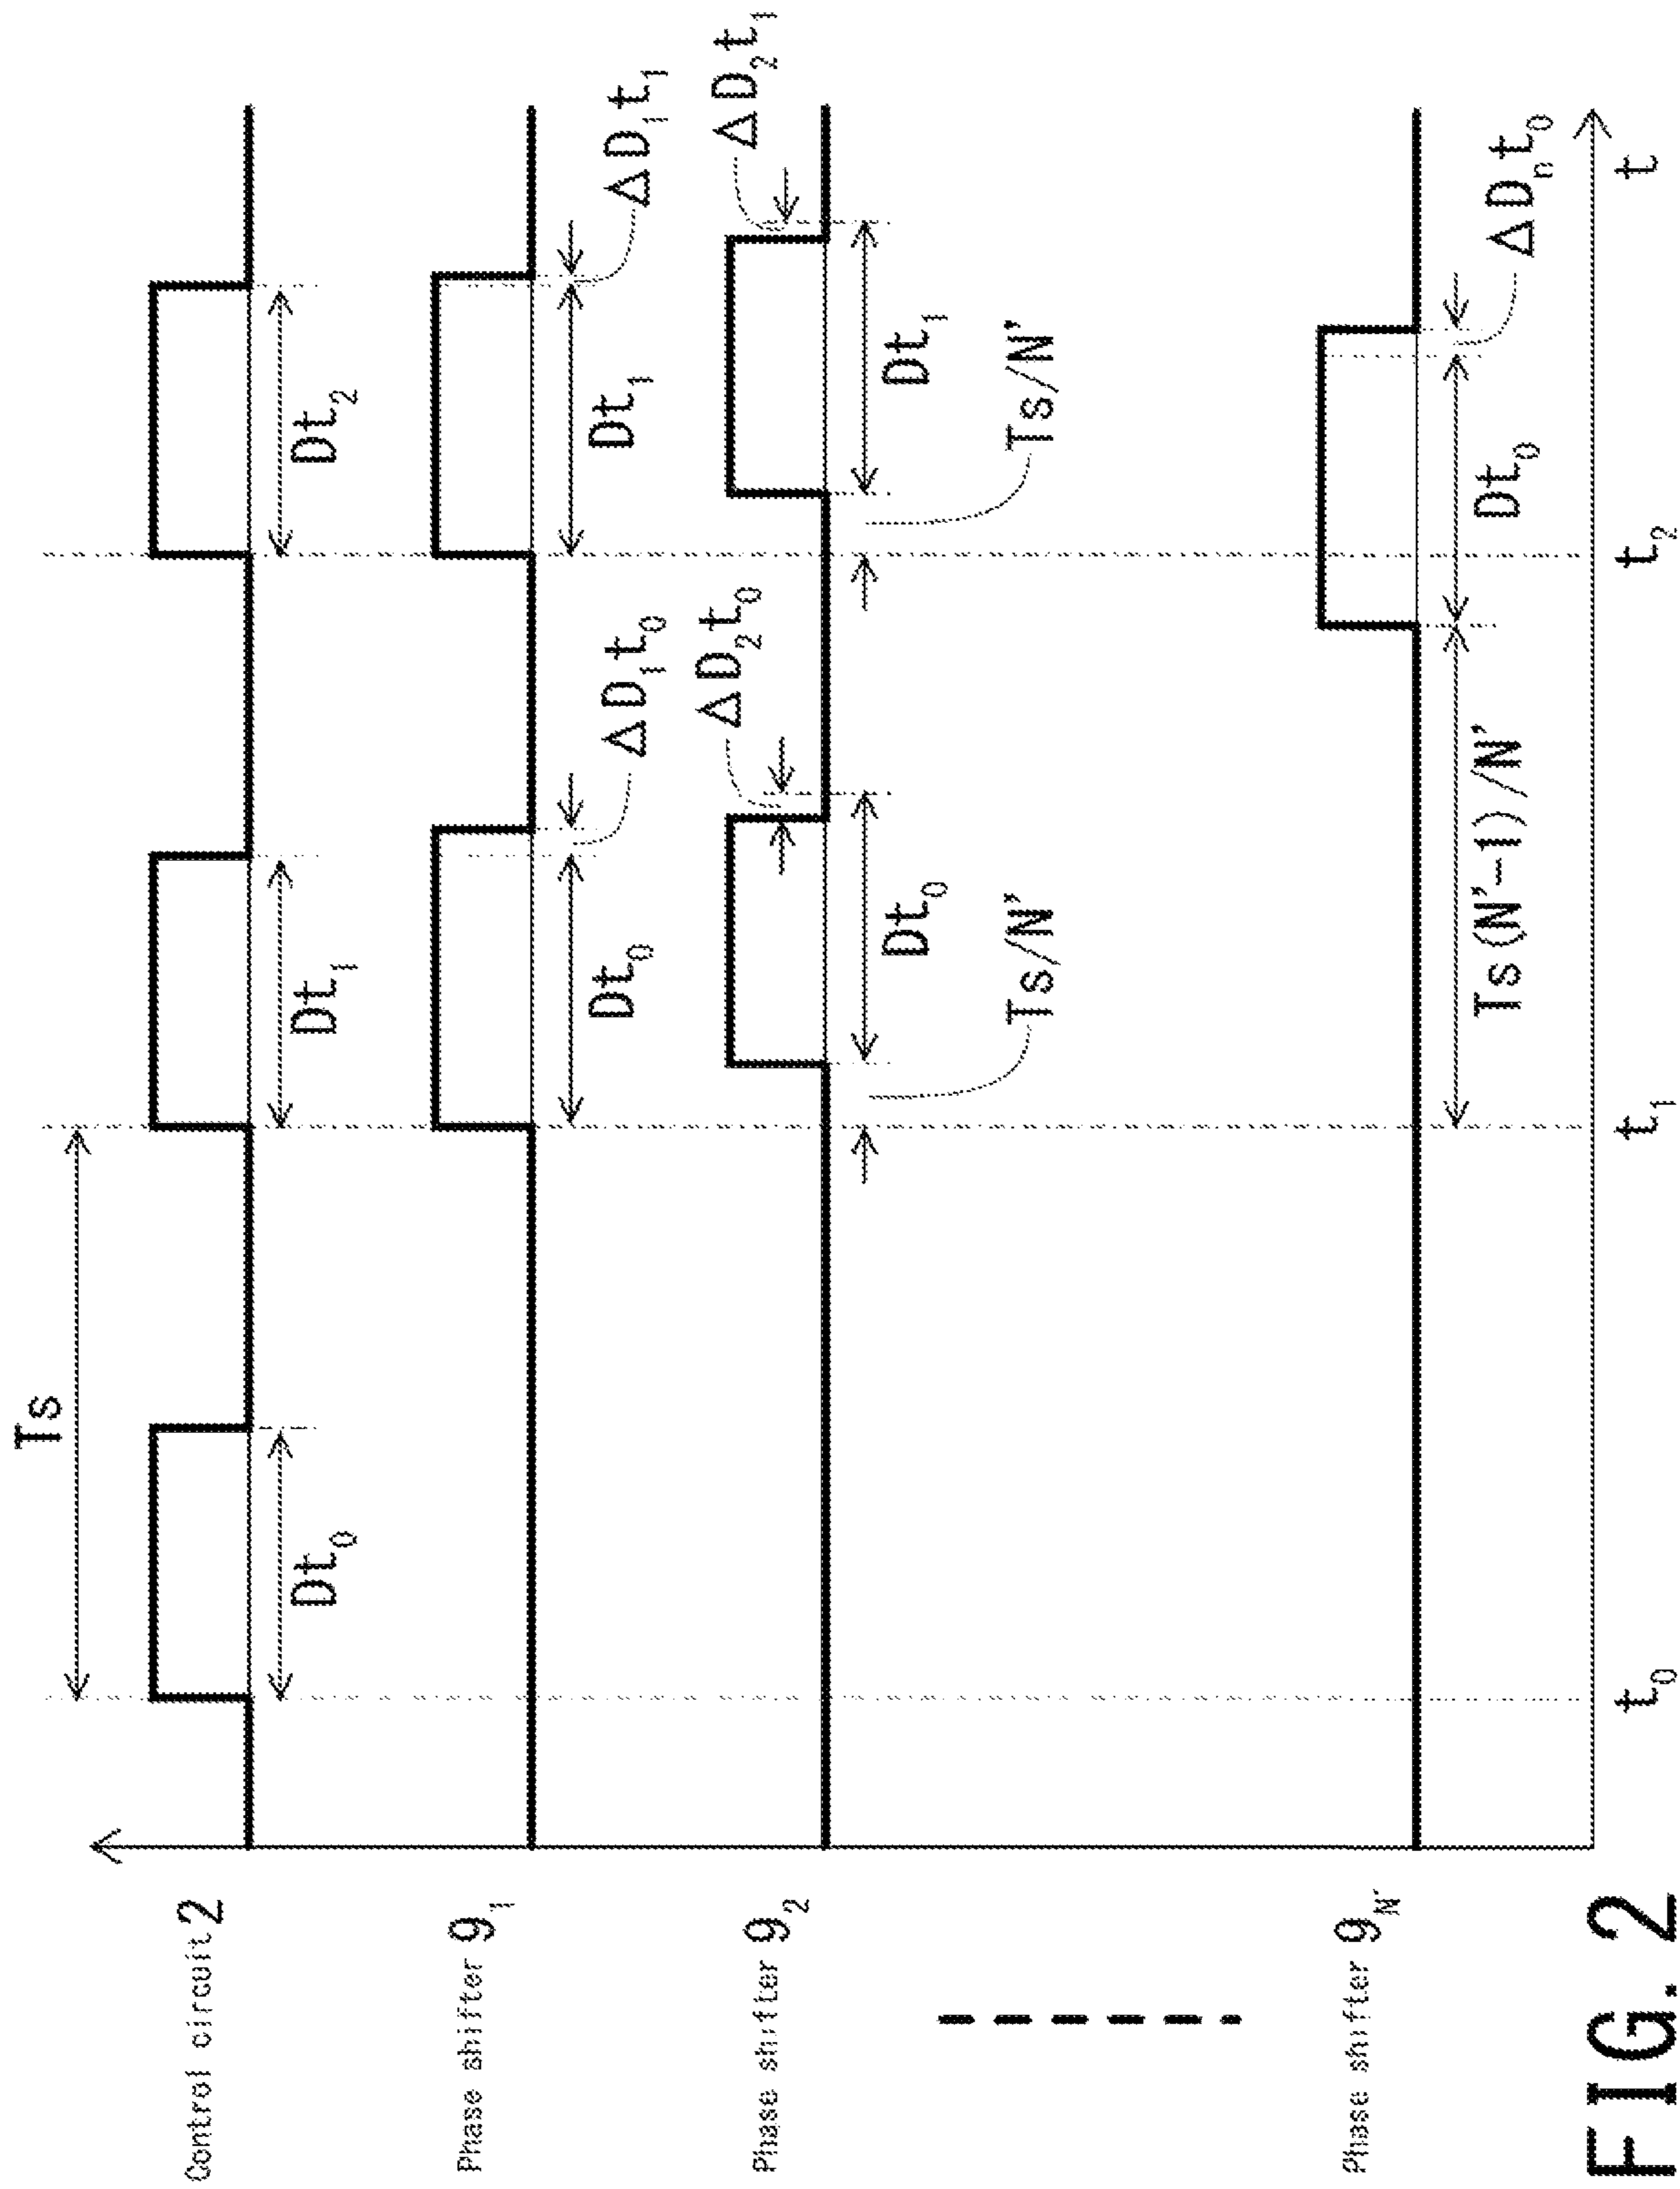 Ts
Control circuit 2
Dt0
Dt1
Dt2
Phase shifter 9₁
Dt₀
ΔD₁t₀
Dt₁
ΔD₁t₁
Phase shifter 9₂
ΔD₂t₀
ΔD₂t₁
Dt₀
Dt₁
Ts/N'
Ts/N'
Phase shifter 9N'
Ts(N'-1)/N'
Dt₀
ΔDnt₀
t₀
t₁
t₂
t
FIG. 2